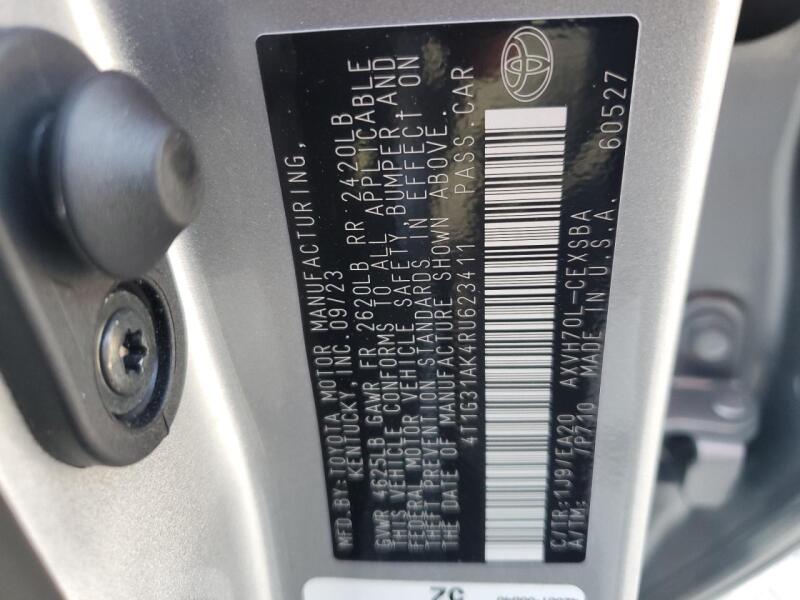 MFD.BY: TOYOTA MOTOR MANUFACTURING,
KENTUCKY, INC. 09/23
GVWR 4625LB GAWR FR 2620LB RR 2420LB
THIS VEHICLE CONFORMS TO ALL APPLICABLE
FEDERAL MOTOR VEHICLE SAFETY, BUMPER, AND
THEFT PREVENTION STANDARDS IN EFFECT ON
THE DATE OF MANUFACTURE SHOWN ABOVE.
4T1G31AK4RU623411 PASS.CAR
C/TR: 1J9/EA20 AXVH70L-CEXSBA
A/TM: /P710 MADE IN U.S.A.
60527